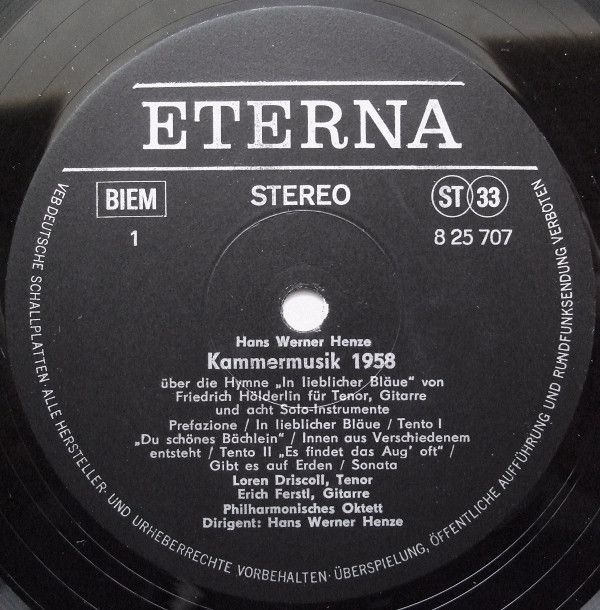 ETERNA
BIEM
STEREO
ST 33
1
8 25 707
Hans Werner Henze
Kammermusik 1958
über die Hymne „In lieblicher Bläue“ von
Friedrich Hölderlin für Tenor, Gitarre
und acht Solo-Instrumente
Prefazione / In lieblicher Bläue / Tento I
„Du schönes Bächlein“ / Innen aus Verschiedenem
entsteht / Tento II „Es findet das Aug’ oft“ /
Gibt es auf Erden / Sonata
Loren Driscoll, Tenor
Erich Ferstl, Gitarre
Philharmonisches Oktett
Dirigent: Hans Werner Henze
VEB DEUTSCHE SCHALLPLATTEN · ALLE HERSTELLER- UND URHEBERRECHTE VORBEHALTEN · ÜBERSPIELUNG, ÖFFENTLICHE AUFFÜHRUNG UND RUNDFUNKSENDUNG VERBOTEN